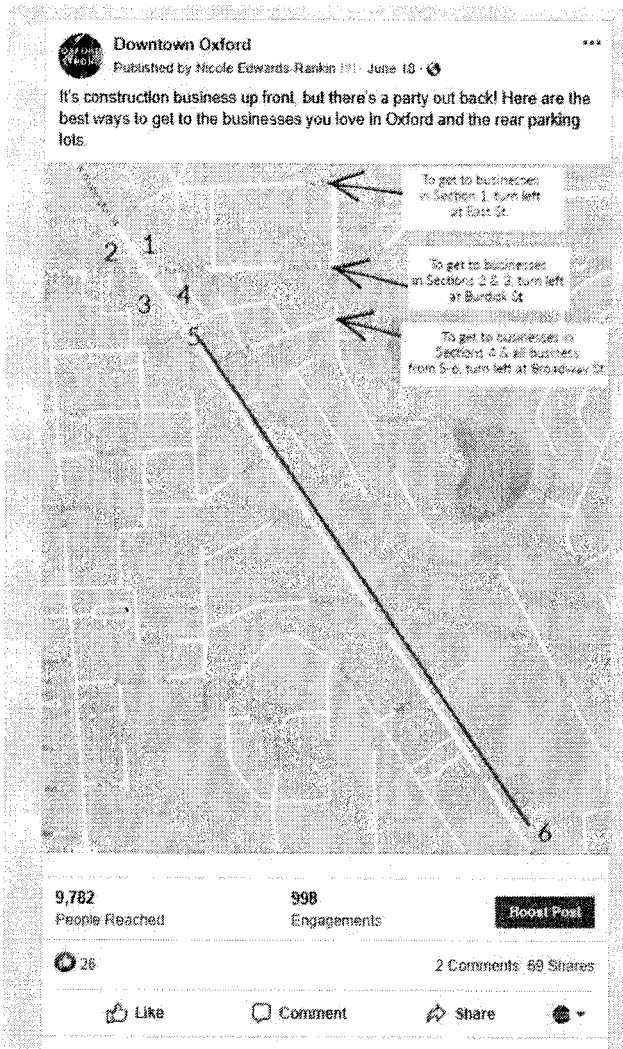 Downtown Oxford
Published by Nicole Edwards-Rankin [?] · June 18 ·
It's construction business up front, but there's a party out back! Here are the
best ways to get to the businesses you love in Oxford and the rear parking
lots.
To get to businesses
in Section 1, turn left
at East St.
To get to businesses
in Sections 2 & 3, turn left
at Burdick St
To get to businesses in
Sections 4 & all business
from 5-6, turn left at Broadway St
1
2
3
4
5
6
9,782
People Reached
998
Engagements
Boost Post
26
2 Comments 69 Shares
Like
Comment
Share